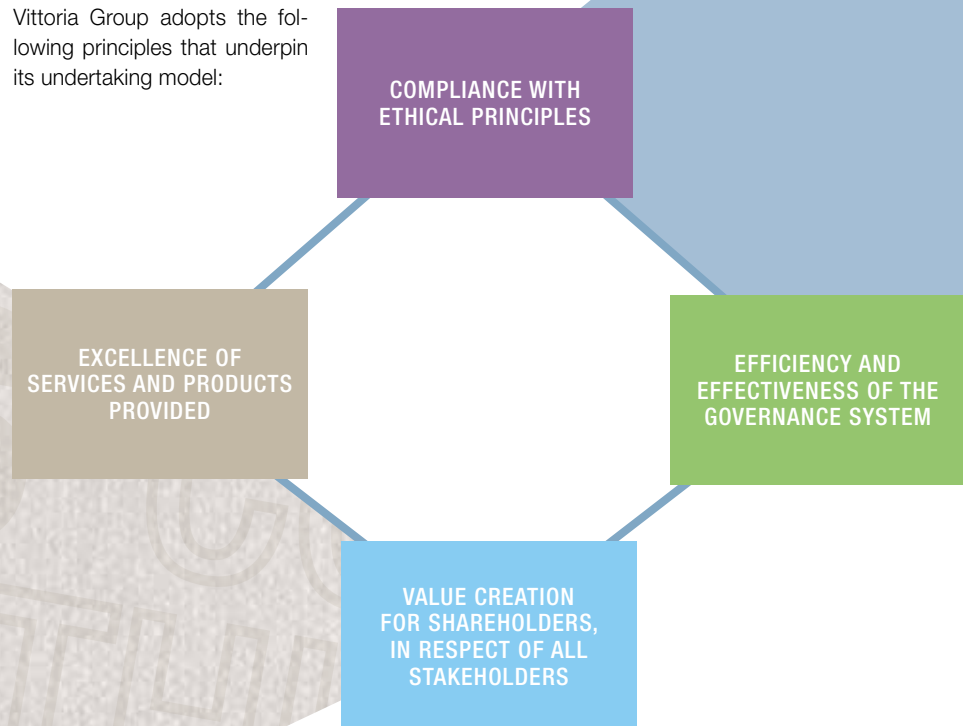 Vittoria Group adopts the fol-
lowing principles that underpin
its undertaking model:
COMPLIANCE WITH
ETHICAL PRINCIPLES
EXCELLENCE OF
SERVICES AND PRODUCTS
PROVIDED
EFFICIENCY AND
EFFECTIVENESS OF THE
GOVERNANCE SYSTEM
VALUE CREATION
FOR SHAREHOLDERS,
IN RESPECT OF ALL
STAKEHOLDERS